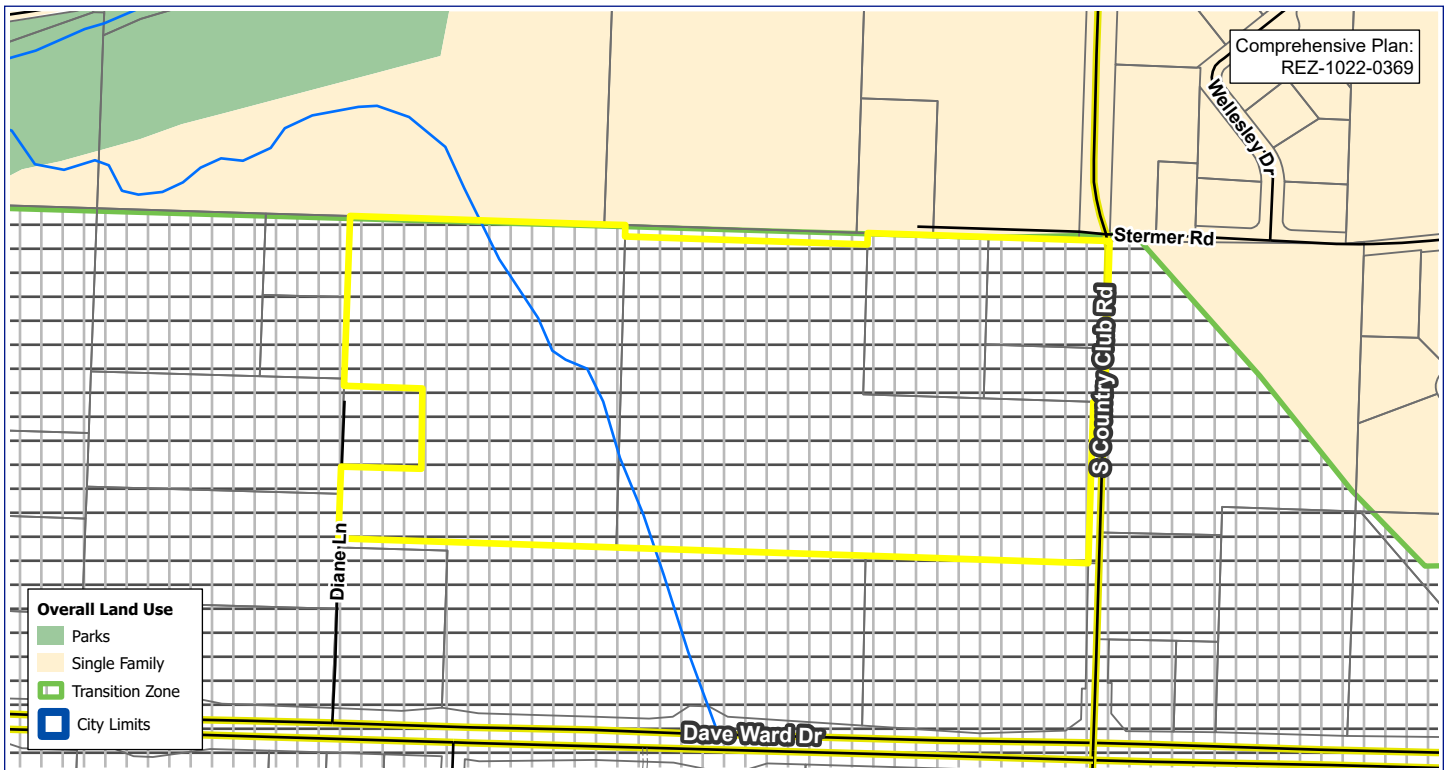 Comprehensive Plan:
REZ-1022-0369
Wellesley Dr
Stermer Rd
S Country Club Rd
Diane Ln
Overall Land Use
Parks
Single Family
Transition Zone
City Limits
Dave Ward Dr